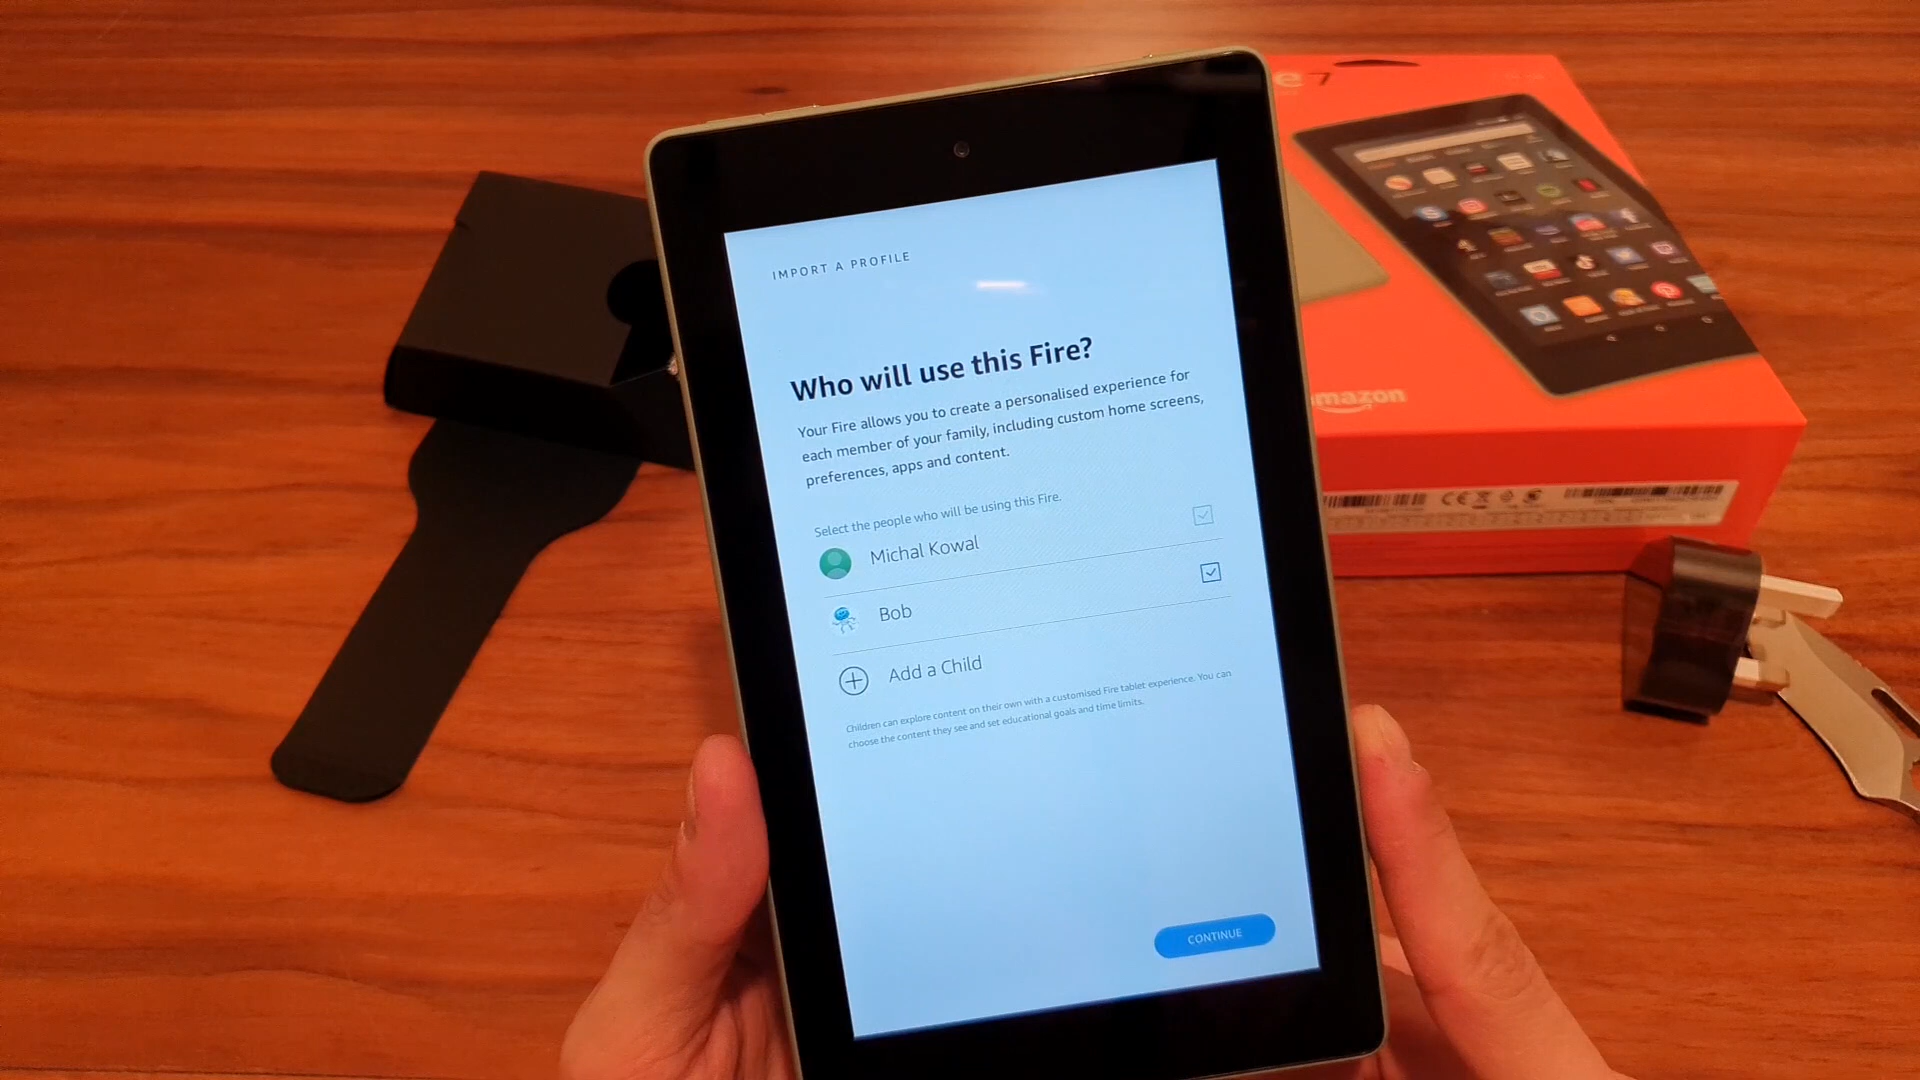 IMPORT A PROFILE
Who will use this Fire?
Your Fire allows you to create a personalised experience for
each member of your family, including custom home screens,
preferences, apps and content.
Select the people who will be using this Fire.
Michal Kowal
Bob
Add a Child
Children can explore content on their own with a customised Fire tablet experience. You can
choose the content they see and set educational goals and time limits.
CONTINUE
e 7
amazon